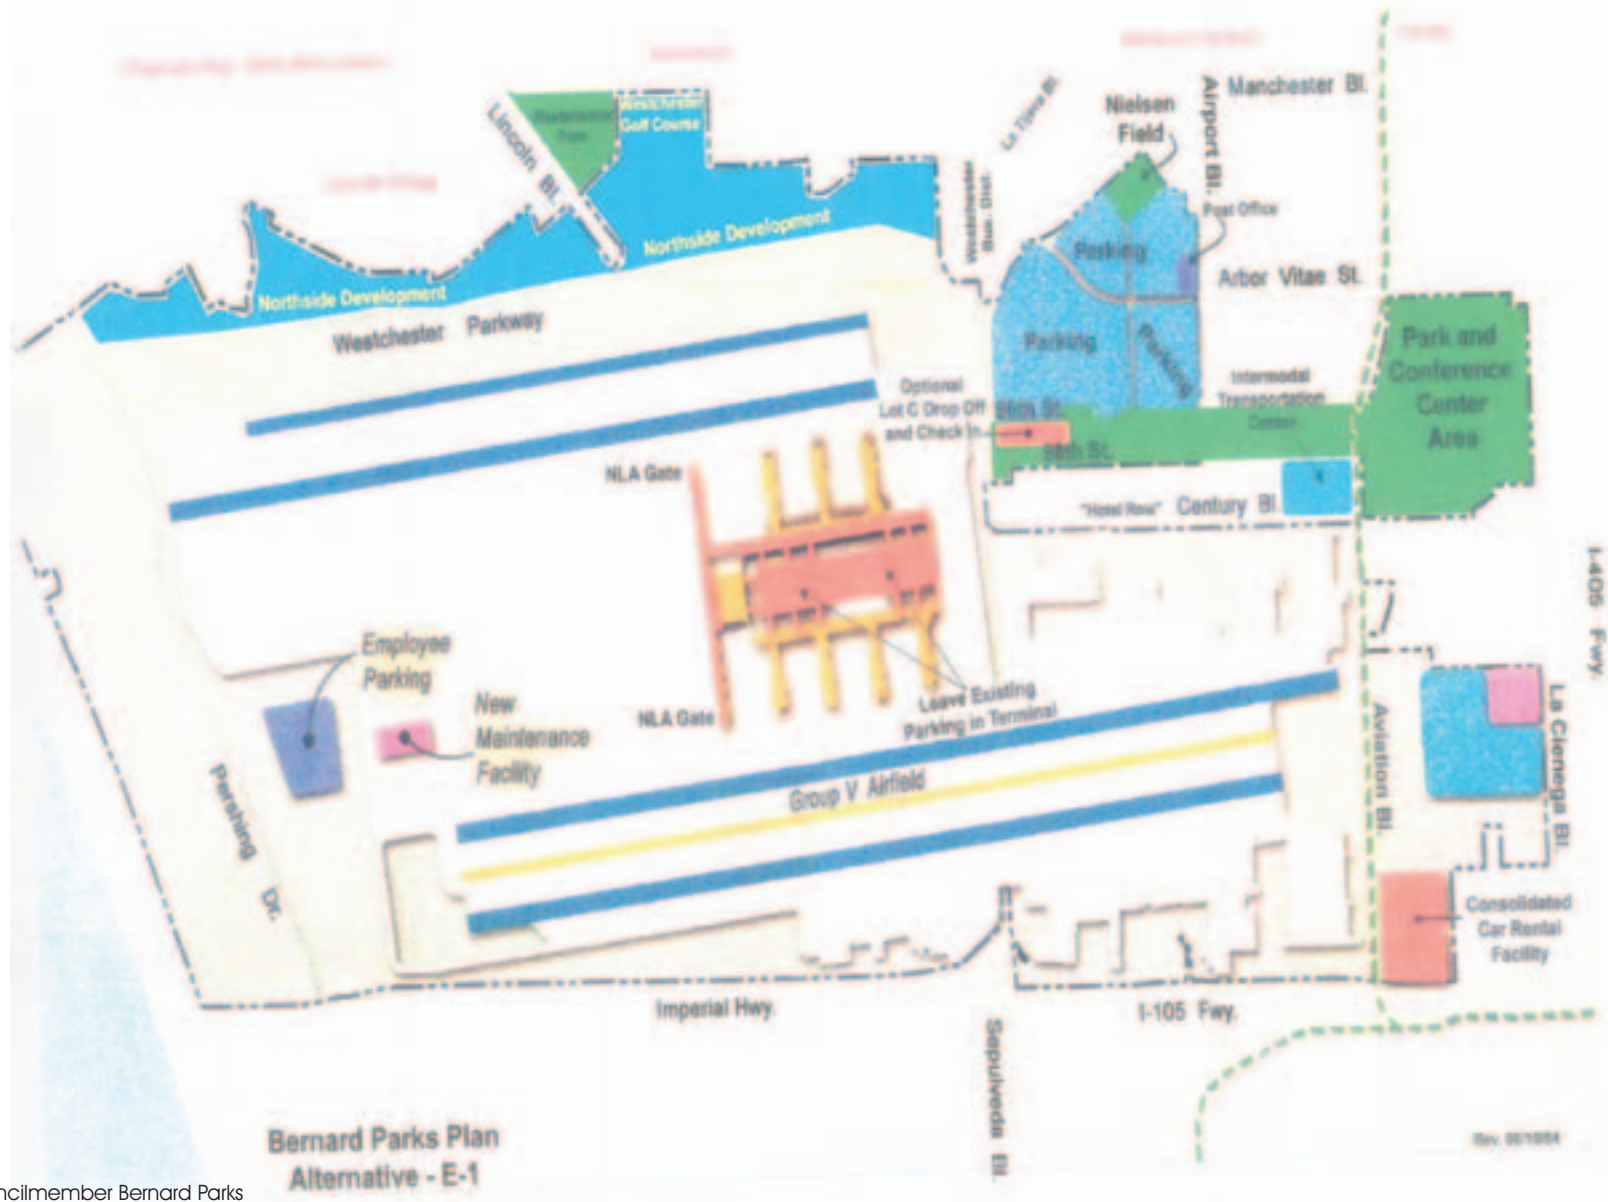 Manchester Bl.
Airport Bl.
La Tijera Bl.
Nielsen
Field
Westchester
Golf Course
Lincoln Bl.
Post Office
Westchester
Bus. Dist.
Northside Development
Parking
Arbor Vitae St.
Northside Development
Westchester Parkway
Parking
Parking
Park and
Conference
Center
Area
Intermodal
Transportation
Center
Optional
Lot C Drop Off
and Check In
96th St.
98th St.
NLA Gate
"Hotel Row" Century Bl.
I-405 Fwy.
Employee
Parking
New
Maintenance
Facility
NLA Gate
Leave Existing
Parking in Terminal
Group V Airfield
Aviation Bl.
La Cienega Bl.
Pershing Dr.
Consolidated
Car Rental
Facility
Imperial Hwy.
I-105 Fwy.
Sepulveda Bl.
Bernard Parks Plan
Alternative - E-1
ncilmember Bernard Parks